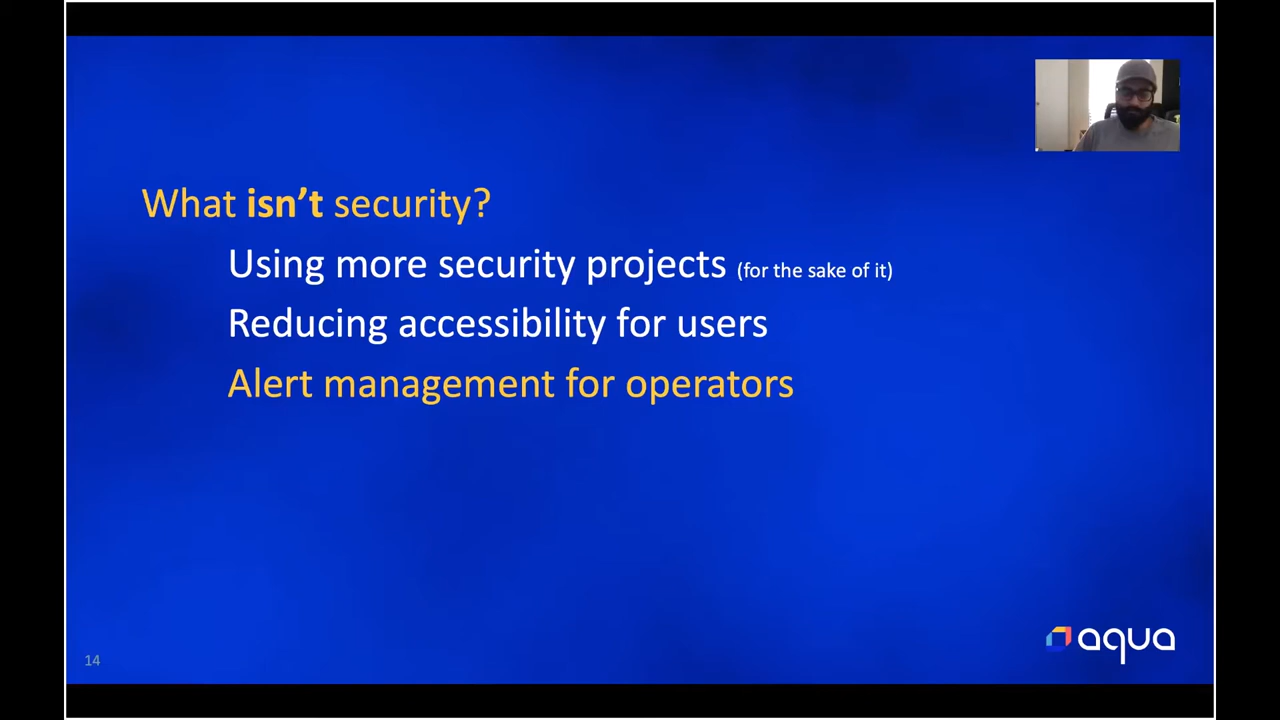 What isn’t security?
Using more security projects (for the sake of it)
Reducing accessibility for users
Alert management for operators
aqua
14